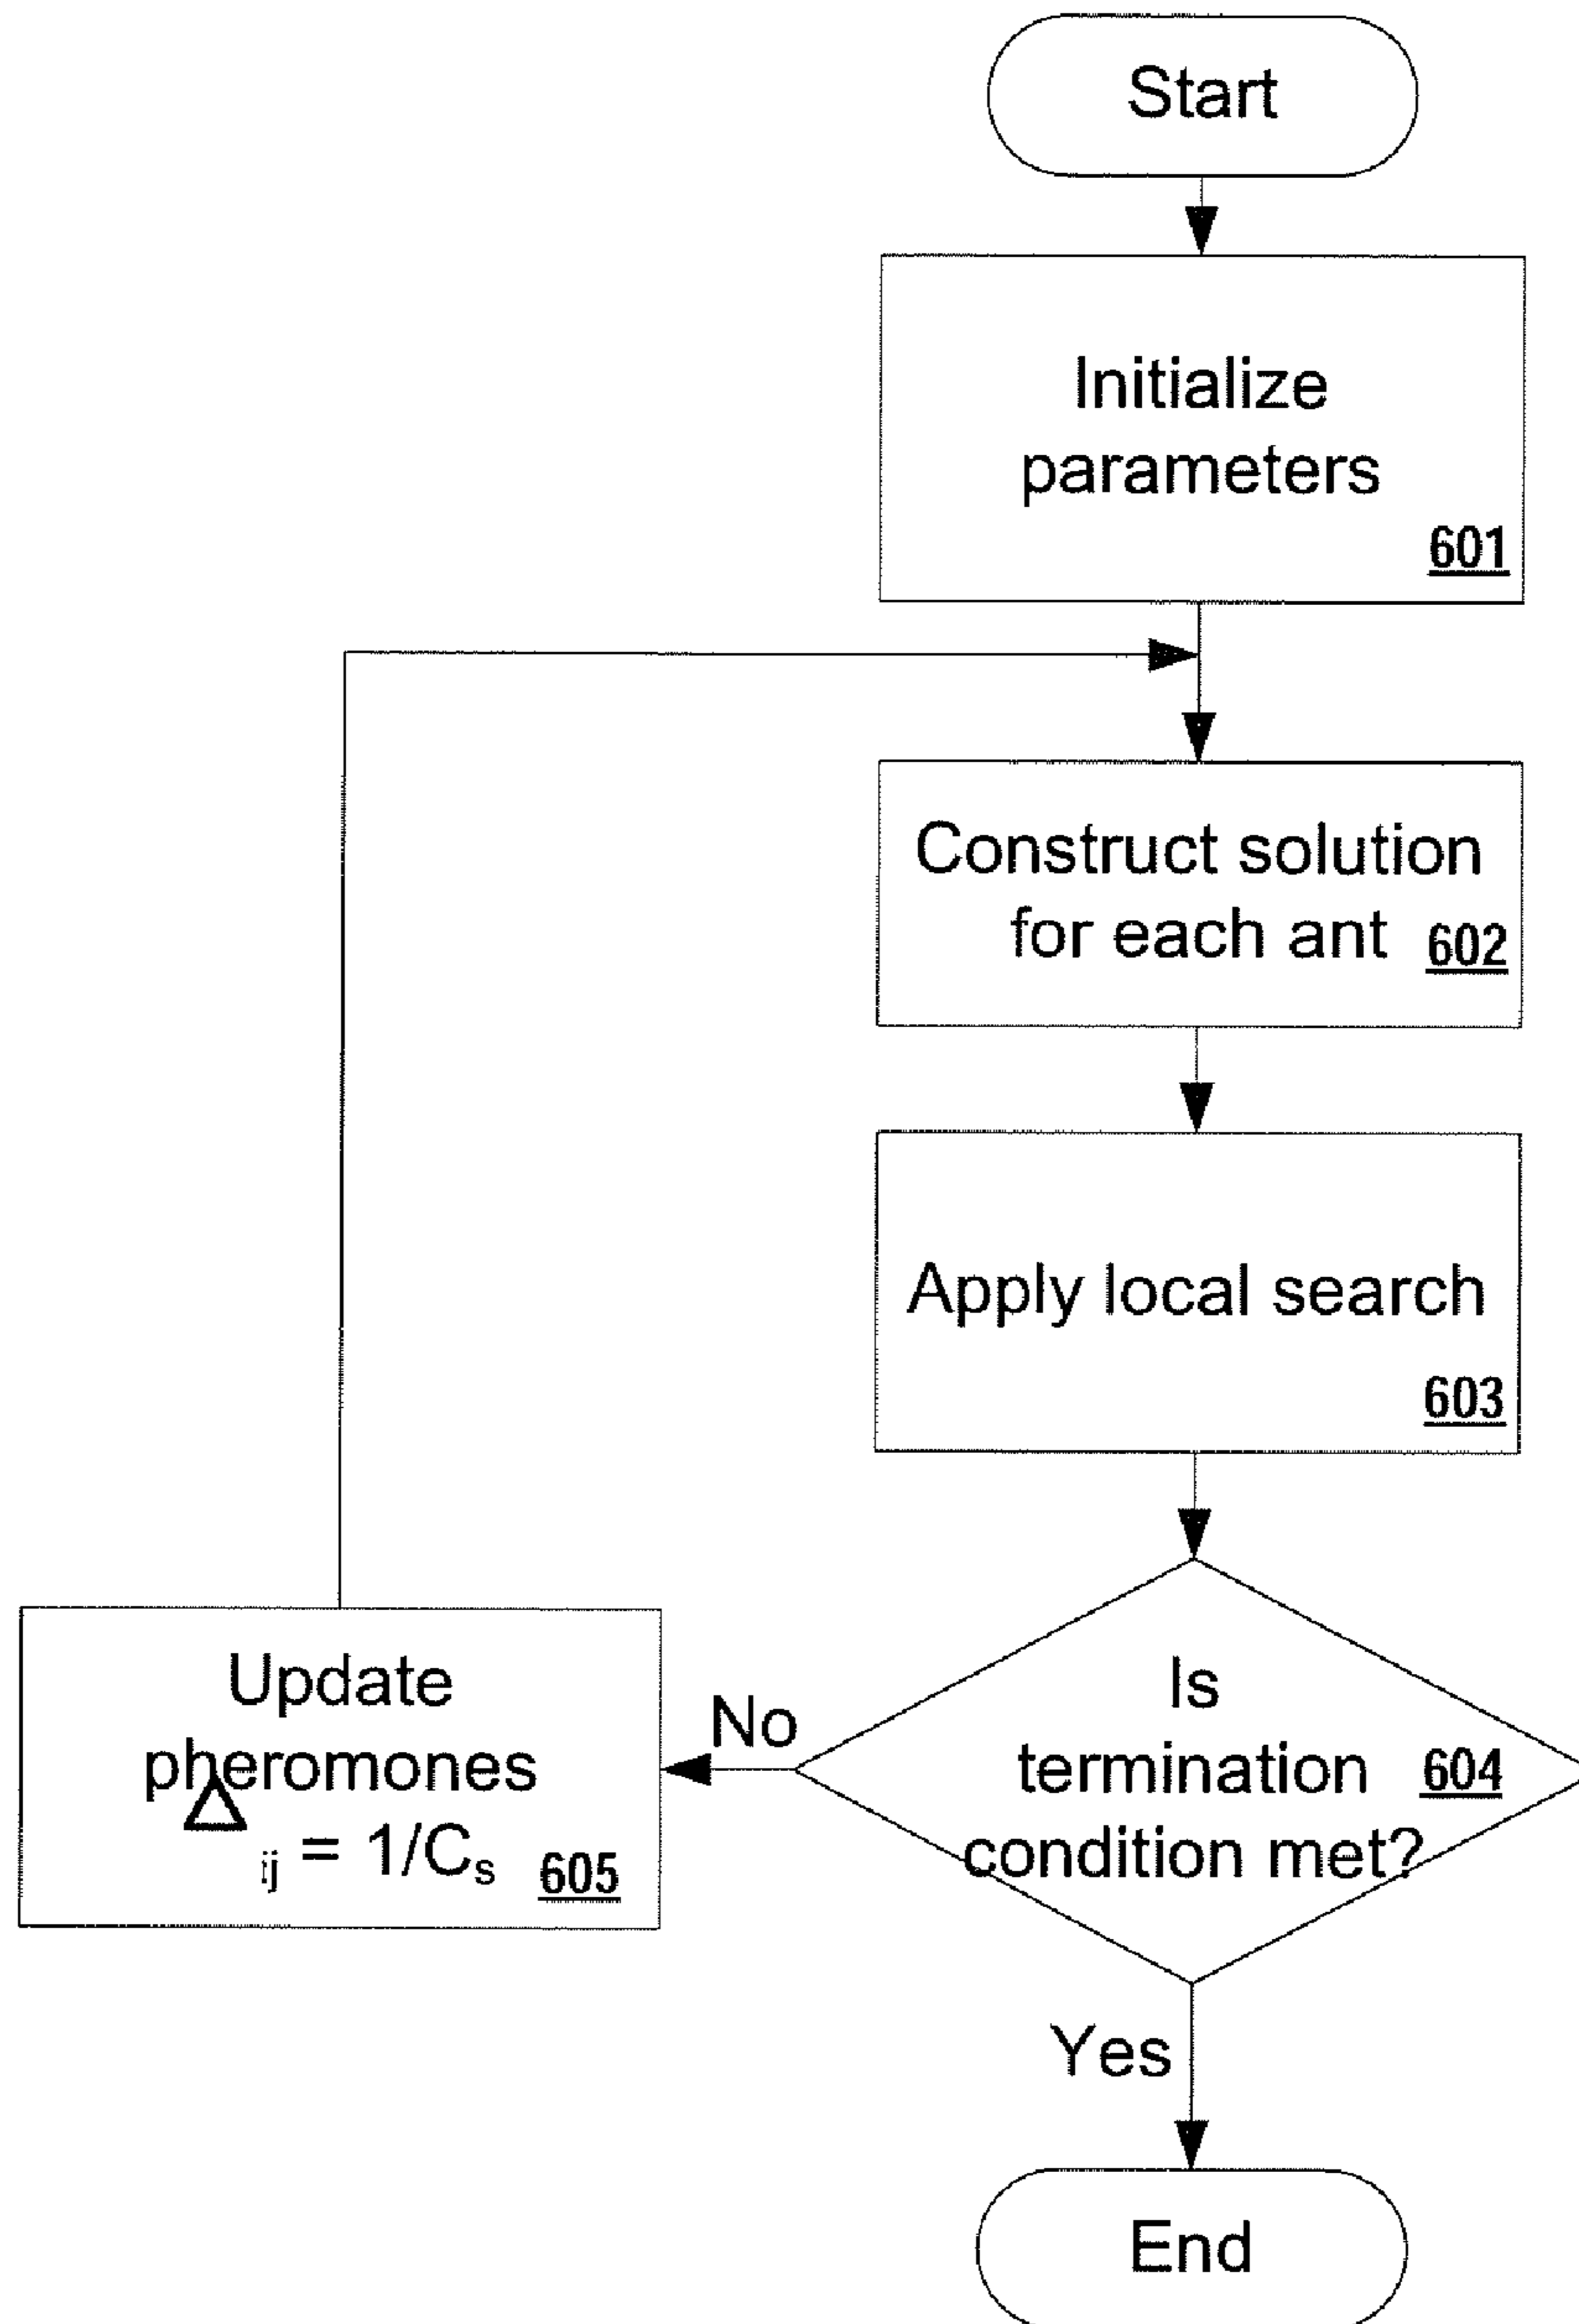 Start
Initialize
parameters
601
Construct solution
for each ant 602
Apply local search
603
Is
termination 604
condition met?
No
Update
pheromones
Δ
ij = 1/Cs 605
Yes
End